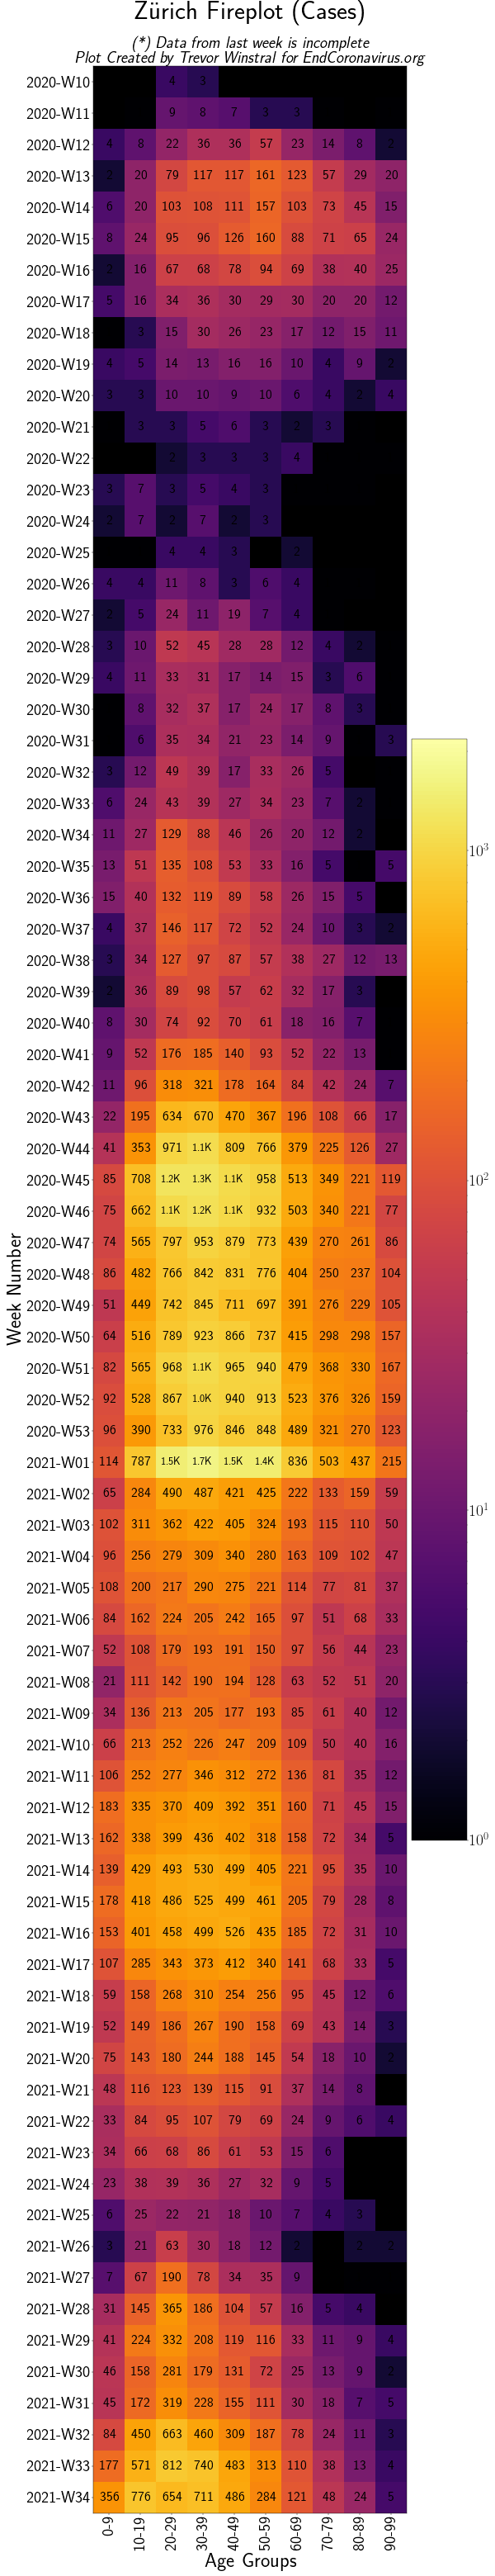 Zürich Fireplot (Cases)
(*) Data from last week is incomplete
Plot Created by Trevor Winstral for EndCoronavirus.org
2020-W10 4 3
2020-W11 9 8 7 3 3
2020-W12 4 8 22 36 36 57 23 14 8 2
2020-W13 2 20 79 117 117 161 123 57 29 20
2020-W14 6 20 103 108 111 157 103 73 45 15
2020-W15 8 24 95 96 126 160 88 71 65 24
2020-W16 2 16 67 68 78 94 69 38 40 25
2020-W17 5 16 34 36 30 29 30 20 20 12
2020-W18 3 15 30 26 23 17 12 15 11
2020-W19 4 5 14 13 16 16 10 4 9 2
2020-W20 3 3 10 10 9 10 6 4 2 4
2020-W21 3 3 5 6 3 2 3
2020-W22 2 3 3 3 4
2020-W23 3 7 3 5 4 3
2020-W24 2 7 2 7 2 3
2020-W25 4 4 3 2
2020-W26 4 4 11 8 3 6 4
2020-W27 2 5 24 11 19 7 4
2020-W28 3 10 52 45 28 28 12 4 2
2020-W29 4 11 33 31 17 14 15 3 6
2020-W30 8 32 37 17 24 17 8 3
2020-W31 6 35 34 21 23 14 9 3
2020-W32 3 12 49 39 17 33 26 5
2020-W33 6 24 43 39 27 34 23 7 2
2020-W34 11 27 129 88 46 26 20 12 2
2020-W35 13 51 135 108 53 33 16 5 5
2020-W36 15 40 132 119 89 58 26 15 5
2020-W37 4 37 146 117 72 52 24 10 3 2
2020-W38 3 34 127 97 87 57 38 27 12 13
2020-W39 2 36 89 98 57 62 32 17 3
2020-W40 8 30 74 92 70 61 18 16 7
2020-W41 9 52 176 185 140 93 52 22 13
2020-W42 11 96 318 321 178 164 84 42 24 7
2020-W43 22 195 634 670 470 367 196 108 66 17
2020-W44 41 353 971 1.1K 809 766 379 225 126 27
2020-W45 85 708 1.2K 1.3K 1.1K 958 513 349 221 119
2020-W46 75 662 1.1K 1.2K 1.1K 932 503 340 221 77
2020-W47 74 565 797 953 879 773 439 270 261 86
2020-W48 86 482 766 842 831 776 404 250 237 104
2020-W49 51 449 742 845 711 697 391 276 229 105
2020-W50 64 516 789 923 866 737 415 298 298 157
2020-W51 82 565 968 1.1K 965 940 479 368 330 167
2020-W52 92 528 867 1.0K 940 913 523 376 326 159
2020-W53 96 390 733 976 846 848 489 321 270 123
2021-W01 114 787 1.5K 1.7K 1.5K 1.4K 836 503 437 215
2021-W02 65 284 490 487 421 425 222 133 159 59
2021-W03 102 311 362 422 405 324 193 115 110 50
2021-W04 96 256 279 309 340 280 163 109 102 47
2021-W05 108 200 217 290 275 221 114 77 81 37
2021-W06 84 162 224 205 242 165 97 51 68 33
2021-W07 52 108 179 193 191 150 97 56 44 23
2021-W08 21 111 142 190 194 128 63 52 51 20
2021-W09 34 136 213 205 177 193 85 61 40 12
2021-W10 66 213 252 226 247 209 109 50 40 16
2021-W11 106 252 277 346 312 272 136 81 35 12
2021-W12 183 335 370 409 392 351 160 71 45 15
2021-W13 162 338 399 436 402 318 158 72 34 5
2021-W14 139 429 493 530 499 405 221 95 35 10
2021-W15 178 418 486 525 499 461 205 79 28 8
2021-W16 153 401 458 499 526 435 185 72 31 10
2021-W17 107 285 343 373 412 340 141 68 33 5
2021-W18 59 158 268 310 254 256 95 45 12 6
2021-W19 52 149 186 267 190 158 69 43 14 3
2021-W20 75 143 180 244 188 145 54 18 10 2
2021-W21 48 116 123 139 115 91 37 14 8
2021-W22 33 84 95 107 79 69 24 9 6 4
2021-W23 34 66 68 86 61 53 15 6
2021-W24 23 38 39 36 27 32 9 5
2021-W25 6 25 22 21 18 10 7 4 3
2021-W26 3 21 63 30 18 12 2 2 2
2021-W27 7 67 190 78 34 35 9
2021-W28 31 145 365 186 104 57 16 5 4
2021-W29 41 224 332 208 119 116 33 11 9 4
2021-W30 46 158 281 179 131 72 25 13 9 2
2021-W31 45 172 319 228 155 111 30 18 7 5
2021-W32 84 450 663 460 309 187 78 24 11 3
2021-W33 177 571 812 740 483 313 110 38 13 4
2021-W34 356 776 654 711 486 284 121 48 24 5
0-9 10-19 20-29 30-39 40-49 50-59 60-69 70-79 80-89 90-99
Age Groups
Week Number
10³
10²
10¹
10⁰